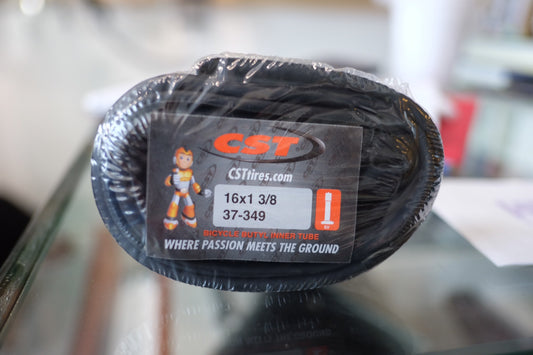 CST
CSTtires.com
16x1 3/8
37-349
BICYCLE BUTYL INNER TUBE
WHERE PASSION MEETS THE GROUND